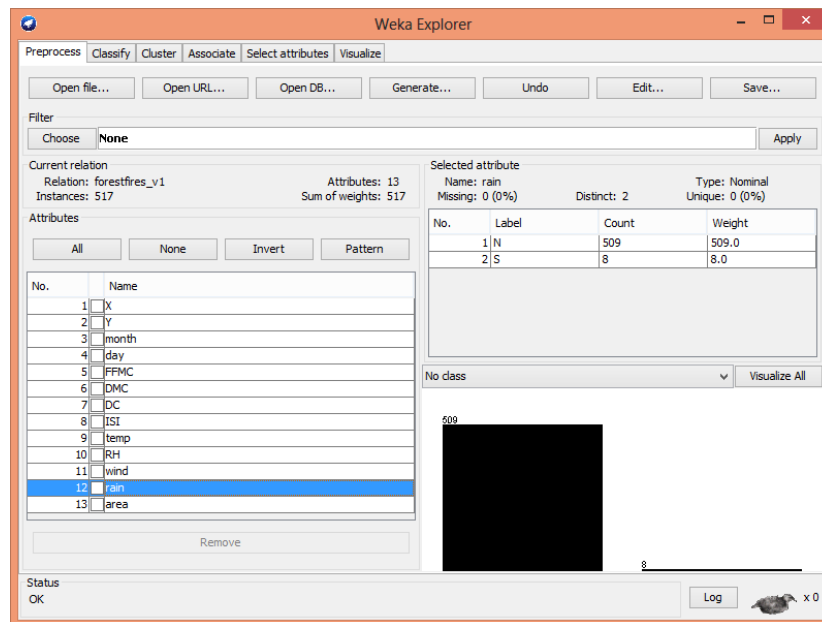 Weka Explorer
Preprocess Classify Cluster Associate Select attributes Visualize
Open file... Open URL... Open DB... Generate... Undo Edit... Save...
Filter
Choose None Apply
Current relation
Relation: forestfires_v1 Attributes: 13
Instances: 517 Sum of weights: 517
Attributes
All None Invert Pattern
No. Name
1 X
2 Y
3 month
4 day
5 FFMC
6 DMC
7 DC
8 ISI
9 temp
10 RH
11 wind
12 rain
13 area
Remove
Selected attribute
Name: rain Type: Nominal
Missing: 0 (0%) Distinct: 2 Unique: 0 (0%)
No. Label Count Weight
1 N 509 509.0
2 S 8 8.0
No class Visualize All
509
8
Status
OK Log x 0